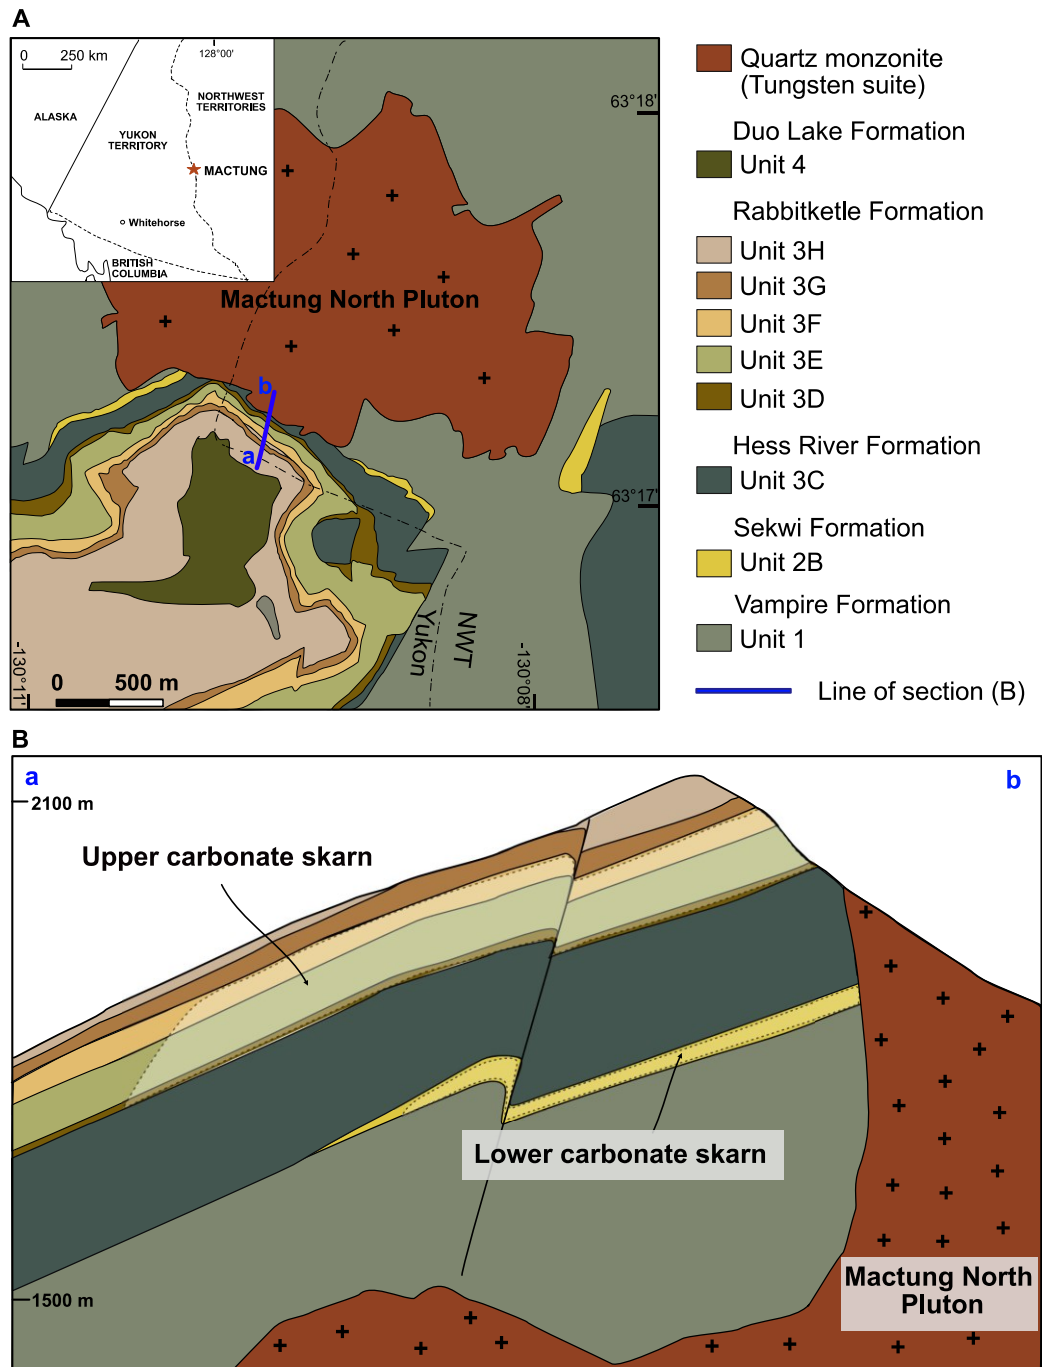 A
0 250 km
128°00'
NORTHWEST
TERRITORIES
ALASKA
YUKON
TERRITORY
MACTUNG
Whitehorse
BRITISH
COLUMBIA
63°18'
Mactung North Pluton
b
a
63°17'
NWT
Yukon
-130°11'
-130°08'
0 500 m
Quartz monzonite
(Tungsten suite)
Duo Lake Formation
Unit 4
Rabbitketle Formation
Unit 3H
Unit 3G
Unit 3F
Unit 3E
Unit 3D
Hess River Formation
Unit 3C
Sekwi Formation
Unit 2B
Vampire Formation
Unit 1
Line of section (B)
B
a
b
2100 m
Upper carbonate skarn
Lower carbonate skarn
Mactung North
Pluton
1500 m